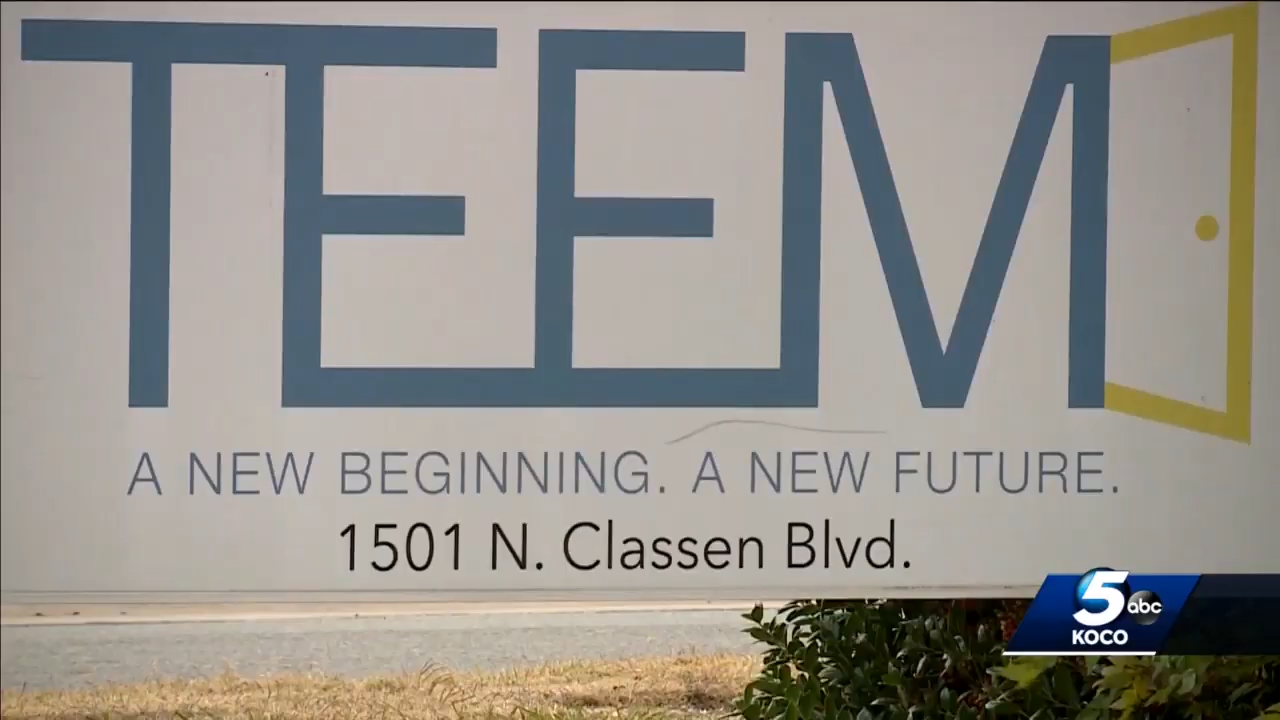 TEEM
A NEW BEGINNING. A NEW FUTURE.
1501 N. Classen Blvd.
5 abc
KOCO